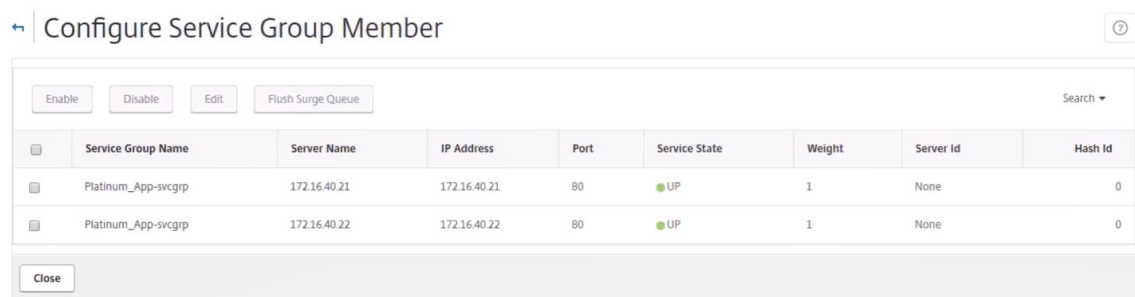 Configure Service Group Member
?
Enable Disable Edit Flush Surge Queue Search
Service Group Name Server Name IP Address Port Service State Weight Server Id Hash Id
Platinum_App-svcgrp 172.16.40.21 172.16.40.21 80 UP 1 None 0
Platinum_App-svcgrp 172.16.40.22 172.16.40.22 80 UP 1 None 0
Close